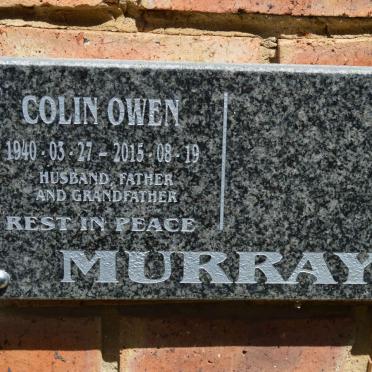 COLIN OWEN
1940 · 03 · 27 – 2015 · 08 · 19
HUSBAND, FATHER
AND GRANDFATHER
REST IN PEACE
MURRAY